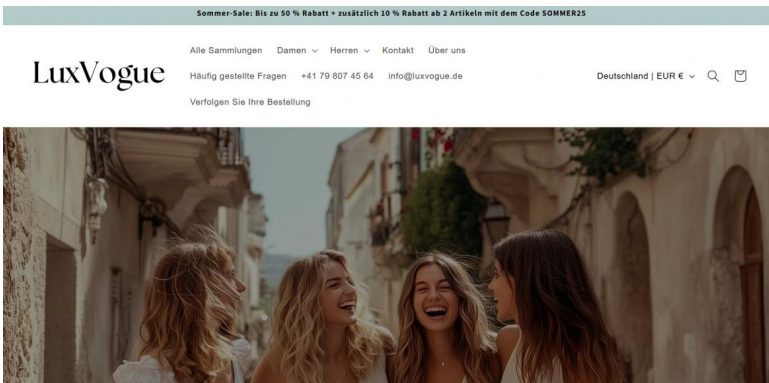 Sommer-Sale: Bis zu 50 % Rabatt + zusätzlich 10 % Rabatt ab 2 Artikeln mit dem Code SOMMER25
LuxVogue
Alle Sammlungen Damen Herren Kontakt Über uns
Häufig gestellte Fragen +41 79 807 45 64 info@luxvogue.de
Verfolgen Sie Ihre Bestellung
Deutschland | EUR €